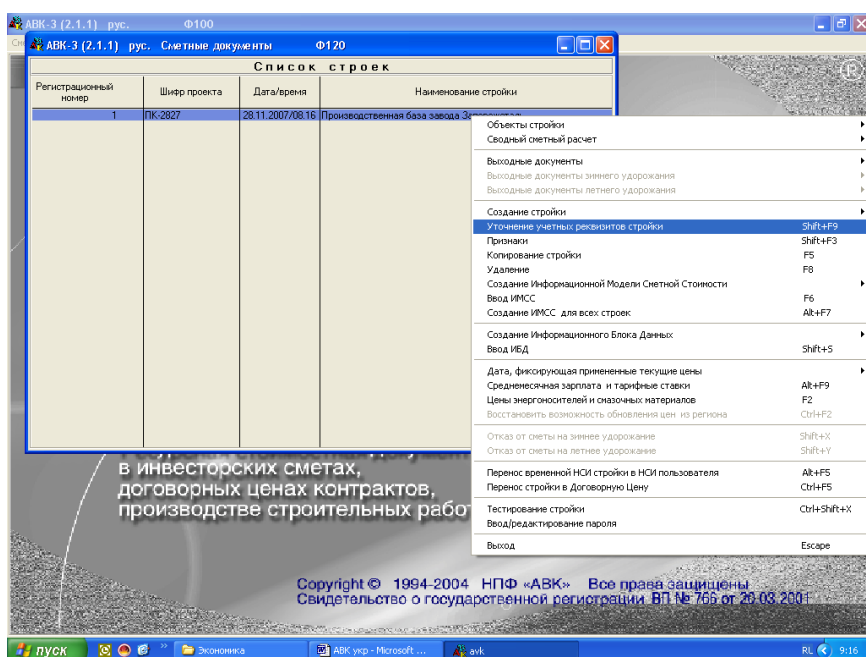 АВК-3 (2.1.1) рус. Ф100
АВК-3 (2.1.1) рус. Сметные документы Ф120
Список строек
Регистрационный номер Шифр проекта Дата/время Наименование стройки
1 ПК-2827 28.11.2007/08.16 Производственная база завода
Объекты стройки
Сводный сметный расчет
Выходные документы
Выходные документы зимнего удорожания
Выходные документы летнего удорожания
Создание стройки
Уточнение учетных реквизитов стройки Shift+F9
Признаки Shift+F3
Копирование стройки F5
Удаление F8
Создание Информационной Модели Сметной Стоимости
Ввод ИМСС F6
Создание ИМСС для всех строек Alt+F7
Создание Информационного Блока Данных
Ввод ИБД Shift+S
Дата, фиксирующая примененные текущие цены
Среднемесячная зарплата и тарифные ставки Alt+F9
Цены энергоносителей и смазочных материалов F2
Восстановить возможность обновления цен из региона Ctrl+F2
Отказ от сметы на зимнее удорожание Shift+X
Отказ от сметы на летнее удорожание Shift+Y
Перенос временной НСИ стройки в НСИ пользователя Alt+F5
Перенос стройки в Договорную Цену Ctrl+F5
Тестирование стройки Ctrl+Shift+X
Ввод/редактирование пароля
Выход Escape
в инвесторских сметах,
договорных ценах контрактов,
производстве строительных рабо
Copyright © 1994-2004 НПФ «АВК» Все права защищены
Свидетельство о государственной регистрации ВП № 766 от 20.03.2001
пуск Экономика АВК укр - Microsoft ... avk RL 9:16